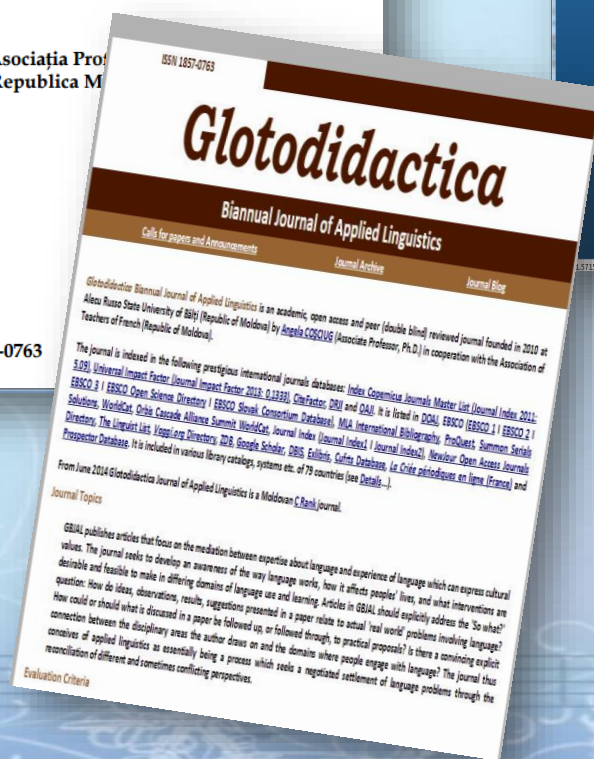 Asociația Prof
Republica M
-0763
1.5715
ISSN 1857-0763
Glotodidactica
Biannual Journal of Applied Linguistics
Calls for papers and Announcements
Journal Archive
Journal Blog
Glotodidactica Biannual Journal of Applied Linguistics is an academic, open access and peer (double blind) reviewed journal founded in 2010 at
Alecu Russo State University of Bălți (Republic of Moldova) by Angela COȘCIUG (Associate Professor, Ph.D.) in cooperation with the Association of
Teachers of French (Republic of Moldova).
The journal is indexed in the following prestigious international journals databases: Index Copernicus Journals Master List (Journal Index 2011:
5.09), Universal Impact Factor (Journal Impact Factor 2013: 0,1333), CiteFactor, DRJI and OAJI. It is listed in DOAJ, EBSCO (EBSCO 1 I EBSCO 2 I
EBSCO 3 I EBSCO Open Science Directory I EBSCO Slovak Consortium Database), MLA International Bibliography, ProQuest, Summon Serials
Solutions, WorldCat, Orbis Cascade Alliance Summit WorldCat, Journal Index (Journal Index1 I Journal Index2), NewJour Open Access Journals
Directory, The Linguist List, Voggi.org Directory, ZDB, Google Scholar, DBIS, Exlibris, Cufts Database, La Criée périodiques en ligne (France) and
Prospector Database. It is included in various library catalogs, systems etc. of 79 countries (see Details...).
From June 2014 Glotodidactica Journal of Applied Linguistics is a Moldovan C Rank journal.
Journal Topics
GBJAL publishes articles that focus on the mediation between expertise about language and experience of language which can express cultural
values. The journal seeks to develop an awareness of the way language works, how it affects peoples' lives, and what interventions are
desirable and feasible to make in differing domains of language use and learning. Articles in GBJAL should explicitly address the 'So what?'
question: How do ideas, observations, results, suggestions presented in a paper relate to actual 'real world' problems involving language?
How could or should what is discussed in a paper be followed up, or followed through, to practical proposals? Is there a convincing explicit
connection between the disciplinary areas the author draws on and the domains where people engage with language? The journal thus
conceives of applied linguistics as essentially being a process which seeks a negotiated settlement of language problems through the
reconciliation of different and sometimes conflicting perspectives.
Evaluation Criteria